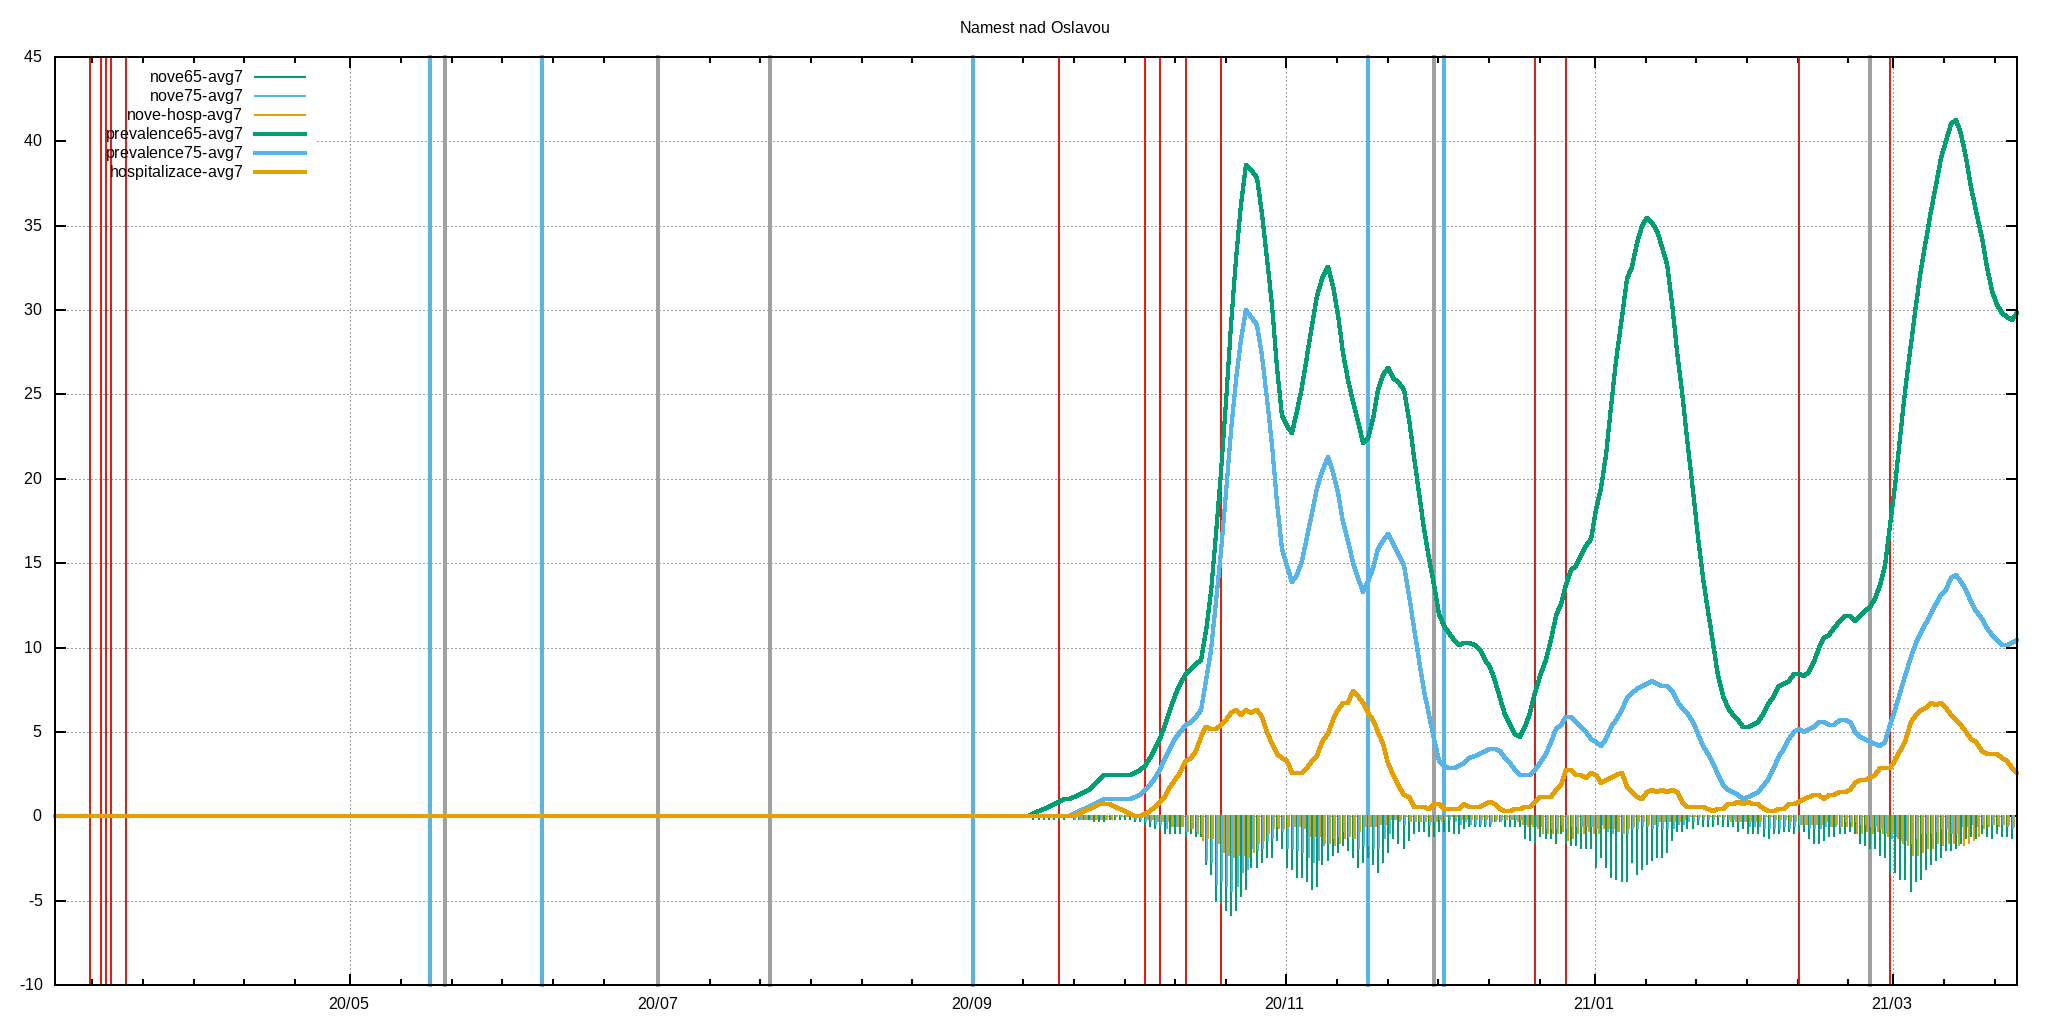 Namest nad Oslavou
45
40
35
30
25
20
15
10
5
0
-5
-10
nove65-avg7
nove75-avg7
nove-hosp-avg7
prevalence65-avg7
prevalence75-avg7
hospitalizace-avg7
20/05 20/07 20/09 20/11 21/01 21/03